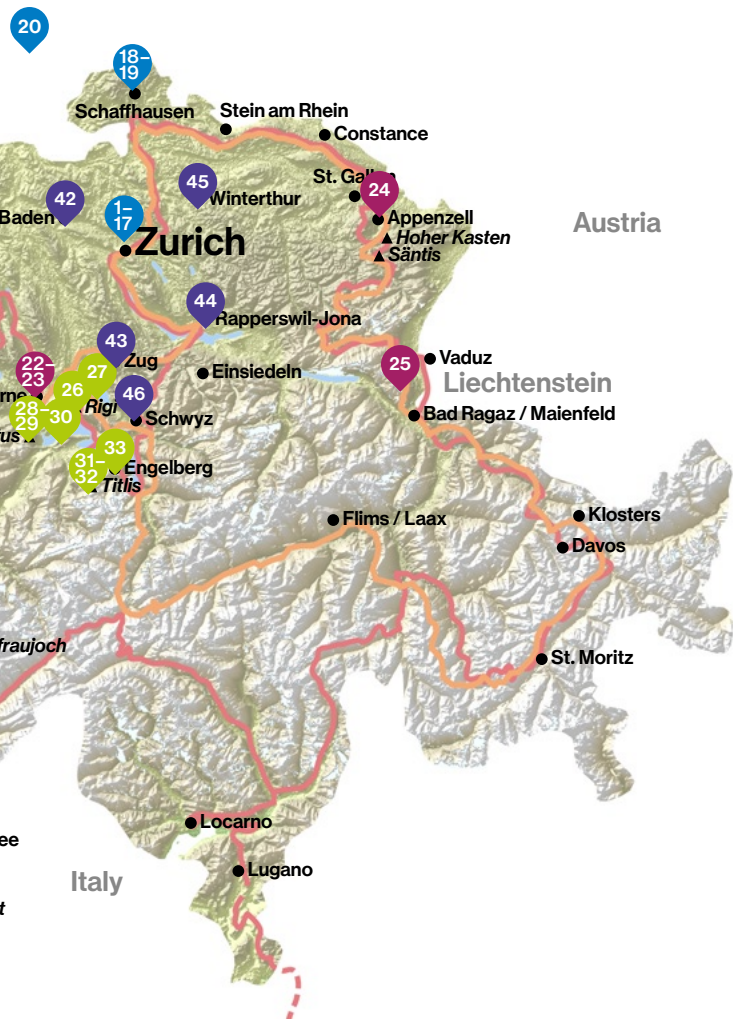 20
18–
19
Schaffhausen
Stein am Rhein
Constance
St. Gallen
24
45
42
Winterthur
1–
17
Baden
Appenzell
Hoher Kasten
Säntis
Austria
Zurich
44
Rapperswil-Jona
43
Zug
22–
23
27
25
Vaduz
Einsiedeln
Liechtenstein
26
46
rne
Rigi
28–
29
30
Schwyz
Bad Ragaz / Maienfeld
tus
33
31–
32
Engelberg
Titlis
Flims / Laax
Klosters
Davos
fraujoch
St. Moritz
Locarno
ee
Lugano
Italy
t